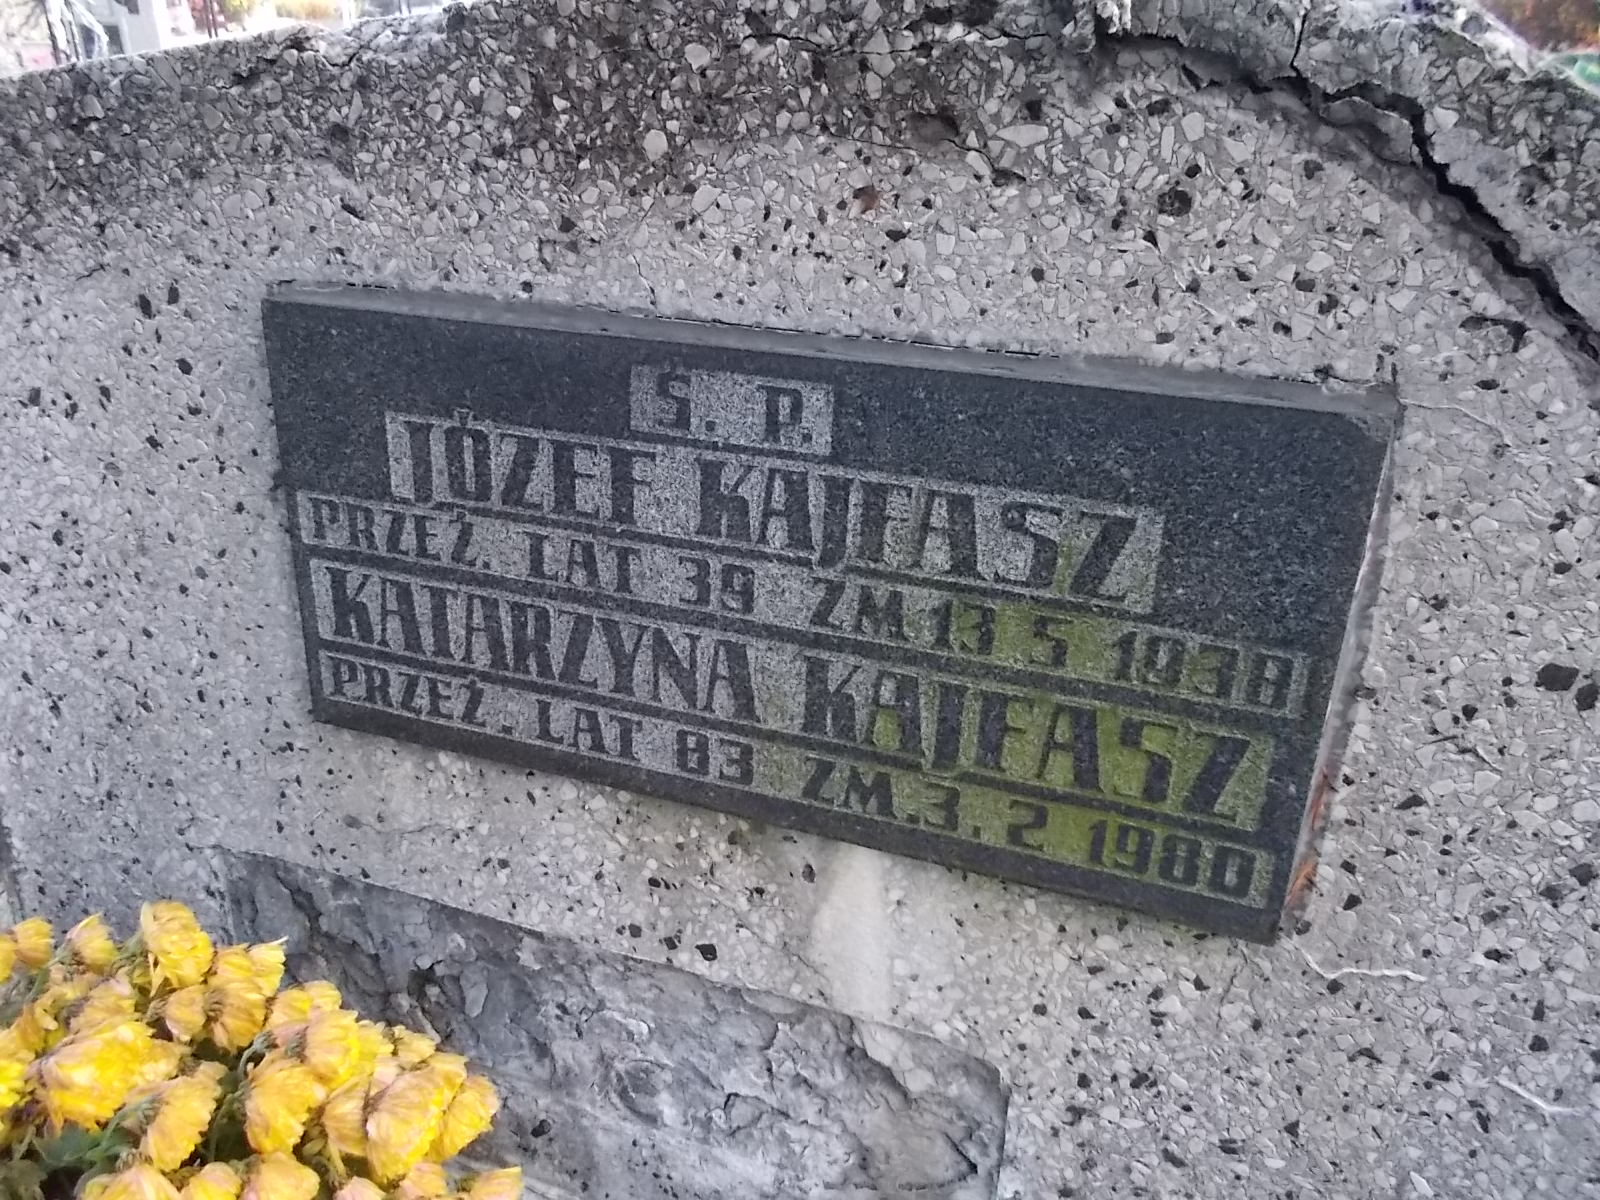 Ś. P.
JÓZEF KAJFASZ
PRZEŻ. LAT 39 ZM. 13 5 1938
KATARZYNA KAJFASZ
PRZEŻ. LAT 83 ZM. 3. 2 1980